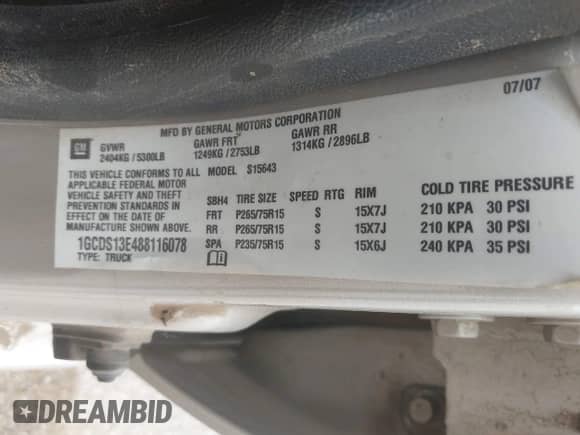 07/07
MFD BY GENERAL MOTORS CORPORATION
GM GVWR GAWR FRT GAWR RR
2404KG/5300LB 1249KG/2753LB 1314KG/2896LB
THIS VEHICLE CONFORMS TO ALL MODEL S15643
APPLICABLE FEDERAL MOTOR
VEHICLE SAFETY AND THEFT
PREVENTION STANDARDS IN
EFFECT ON THE DATE OF
MANUFACTURE SHOWN ABOVE.
1GCDS13E488116078
TYPE: TRUCK
SBH4 TIRE SIZE SPEED RTG RIM COLD TIRE PRESSURE
FRT P265/75R15 S 15X7J 210 KPA 30 PSI
RR P265/75R15 S 15X7J 210 KPA 30 PSI
SPA P235/75R15 S 15X6J 240 KPA 35 PSI
DREAMBID